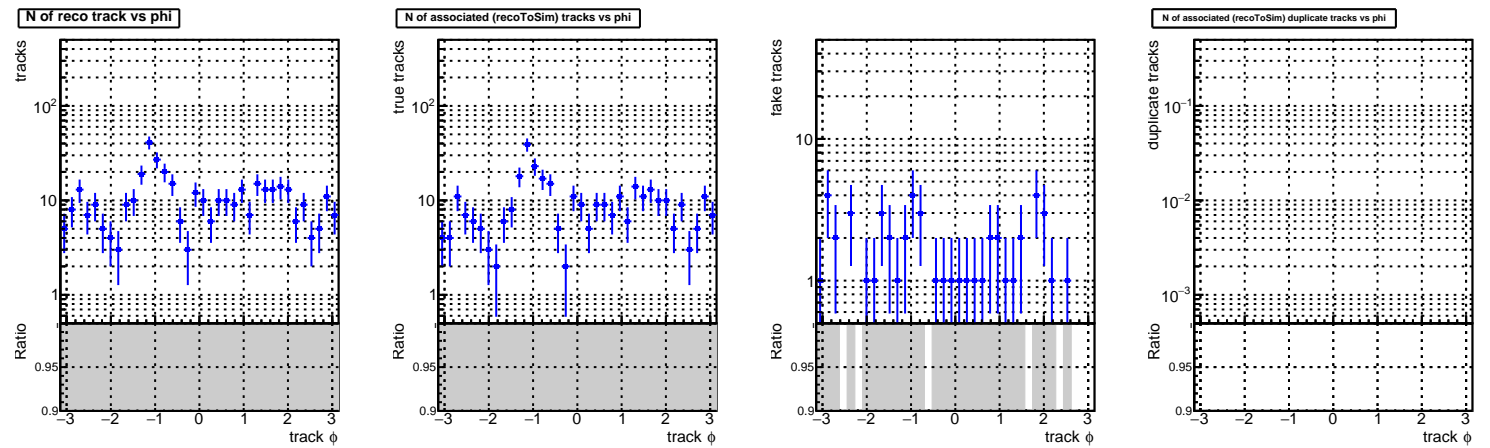 N of reco track vs phi
N of associated (recoToSim) tracks vs phi
N of associated (recoToSim) duplicate tracks vs phi
tracks
10²
10
1
Ratio
0.95
0.9
−3 −2 −1 0 1 2 3
track ϕ
true tracks
10²
10
1
Ratio
0.95
0.9
−3 −2 −1 0 1 2 3
track ϕ
fake tracks
10
1
Ratio
0.95
0.9
−3 −2 −1 0 1 2 3
track ϕ
duplicate tracks
10⁻¹
10⁻²
10⁻³
Ratio
0.95
0.9
−3 −2 −1 0 1 2 3
track ϕ